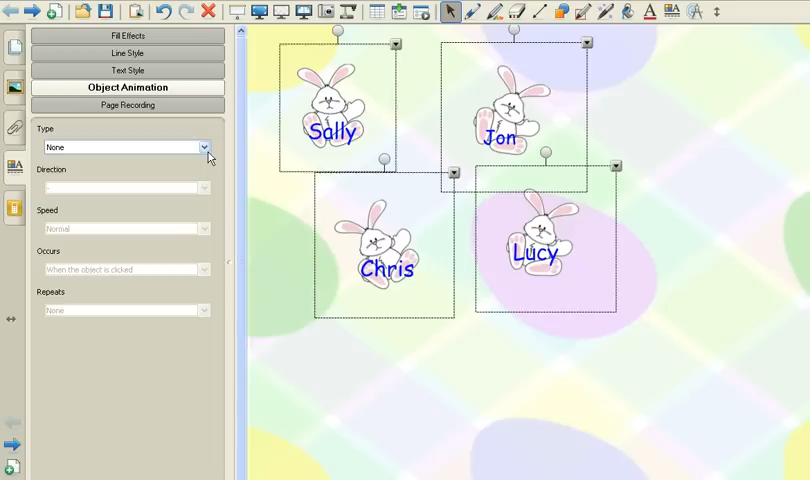 Fill Effects
Line Style
Text Style
Object Animation
Page Recording
Type
None
Direction
-
Speed
Normal
Occurs
When the object is clicked
Repeats
None
Sally
Jon
Chris
Lucy